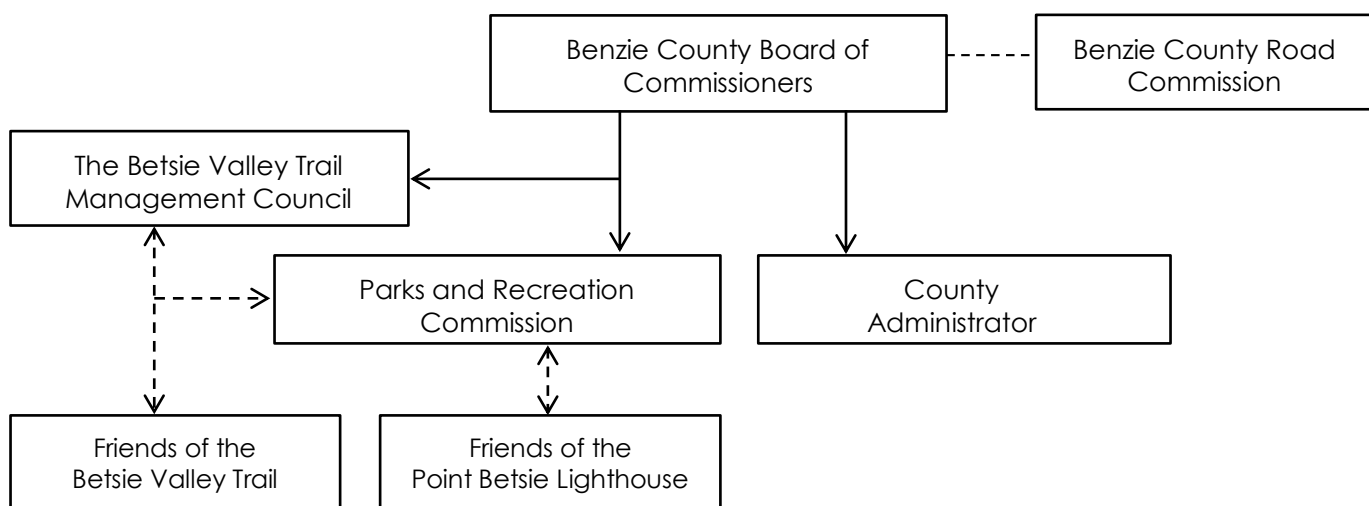 Benzie County Board of
Commissioners
Benzie County Road
Commission
The Betsie Valley Trail
Management Council
Parks and Recreation
Commission
County
Administrator
Friends of the
Betsie Valley Trail
Friends of the
Point Betsie Lighthouse